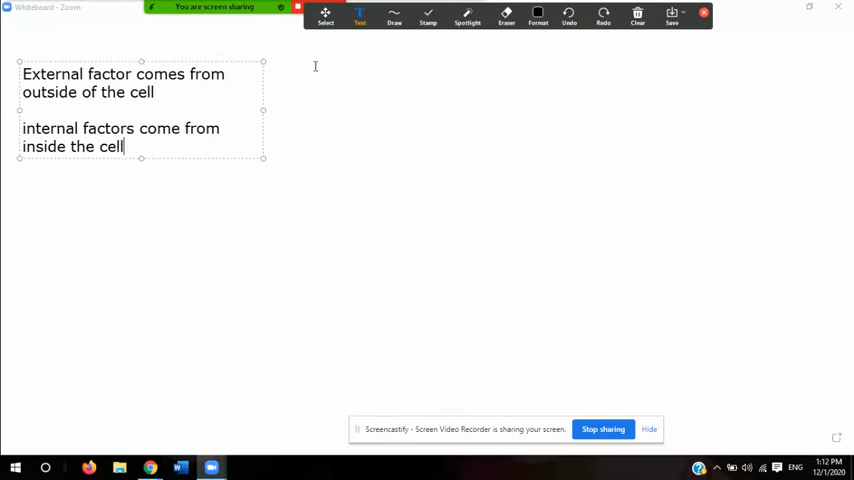 Whiteboard - Zoom
You are screen sharing
Select
Text
Draw
Stamp
Spotlight
Eraser
Format
Undo
Redo
Clear
Save
External factor comes from
outside of the cell
internal factors come from
inside the cell
Screencastify - Screen Video Recorder is sharing your screen.
Stop sharing
Hide
ENG
1:12 PM
12/1/2020